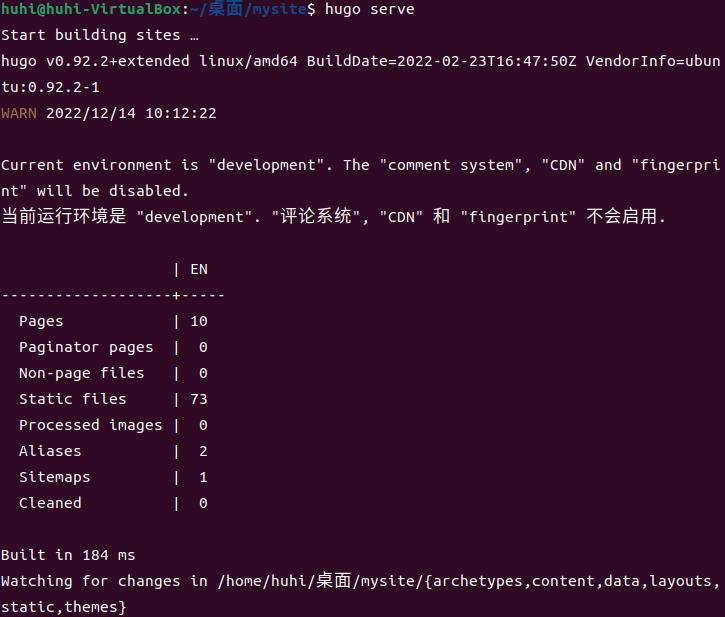 huhi@huhi-VirtualBox:~/桌面/mysite$ hugo serve
Start building sites …
hugo v0.92.2+extended linux/amd64 BuildDate=2022-02-23T16:47:50Z VendorInfo=ubun
tu:0.92.2-1
WARN 2022/12/14 10:12:22
Current environment is "development". The "comment system", "CDN" and "fingerpri
nt" will be disabled.
当前运行环境是 "development". "评论系统", "CDN" 和 "fingerprint" 不会启用.
                   | EN
-------------------+-----
  Pages            | 10
  Paginator pages  |  0
  Non-page files   |  0
  Static files     | 73
  Processed images |  0
  Aliases          |  2
  Sitemaps         |  1
  Cleaned          |  0
Built in 184 ms
Watching for changes in /home/huhi/桌面/mysite/{archetypes,content,data,layouts,
static,themes}